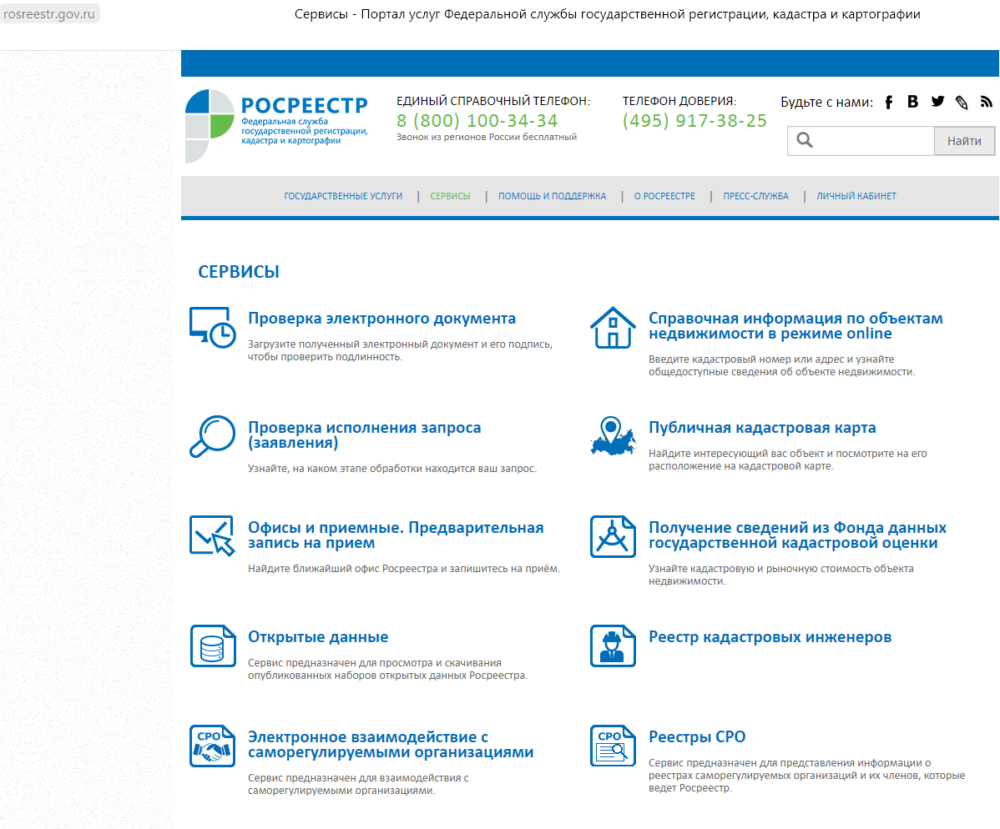 rosreestr.gov.ru
Сервисы - Портал услуг Федеральной службы государственной регистрации, кадастра и картографии
РОСРЕЕСТР
Федеральная служба
государственной регистрации,
кадастра и картографии
ЕДИНЫЙ СПРАВОЧНЫЙ ТЕЛЕФОН:
8 (800) 100-34-34
Звонок из регионов России бесплатный
ТЕЛЕФОН ДОВЕРИЯ:
(495) 917-38-25
Будьте с нами:
Найти
ГОСУДАРСТВЕННЫЕ УСЛУГИ | СЕРВИСЫ | ПОМОЩЬ И ПОДДЕРЖКА | О РОСРЕЕСТРЕ | ПРЕСС-СЛУЖБА | ЛИЧНЫЙ КАБИНЕТ
СЕРВИСЫ
Проверка электронного документа
Загрузите полученный электронный документ и его подпись,
чтобы проверить подлинность.
Справочная информация по объектам
недвижимости в режиме online
Введите кадастровый номер или адрес и узнайте
общедоступные сведения об объекте недвижимости.
Проверка исполнения запроса
(заявления)
Узнайте, на каком этапе обработки находится ваш запрос.
Публичная кадастровая карта
Найдите интересующий вас объект и посмотрите на его
расположение на кадастровой карте.
Офисы и приемные. Предварительная
запись на прием
Найдите ближайший офис Росреестра и запишитесь на приём.
Получение сведений из Фонда данных
государственной кадастровой оценки
Узнайте кадастровую и рыночную стоимость объекта
недвижимости.
Открытые данные
Сервис предназначен для просмотра и скачивания
опубликованных наборов открытых данных Росреестра.
Реестр кадастровых инженеров
СРО
Электронное взаимодействие с
саморегулируемыми организациями
Сервис предназначен для взаимодействия с
саморегулируемыми организациями.
СРО
Реестры СРО
Сервис предназначен для представления информации о
реестрах саморегулируемых организаций и их членов, которые
ведет Росреестр.